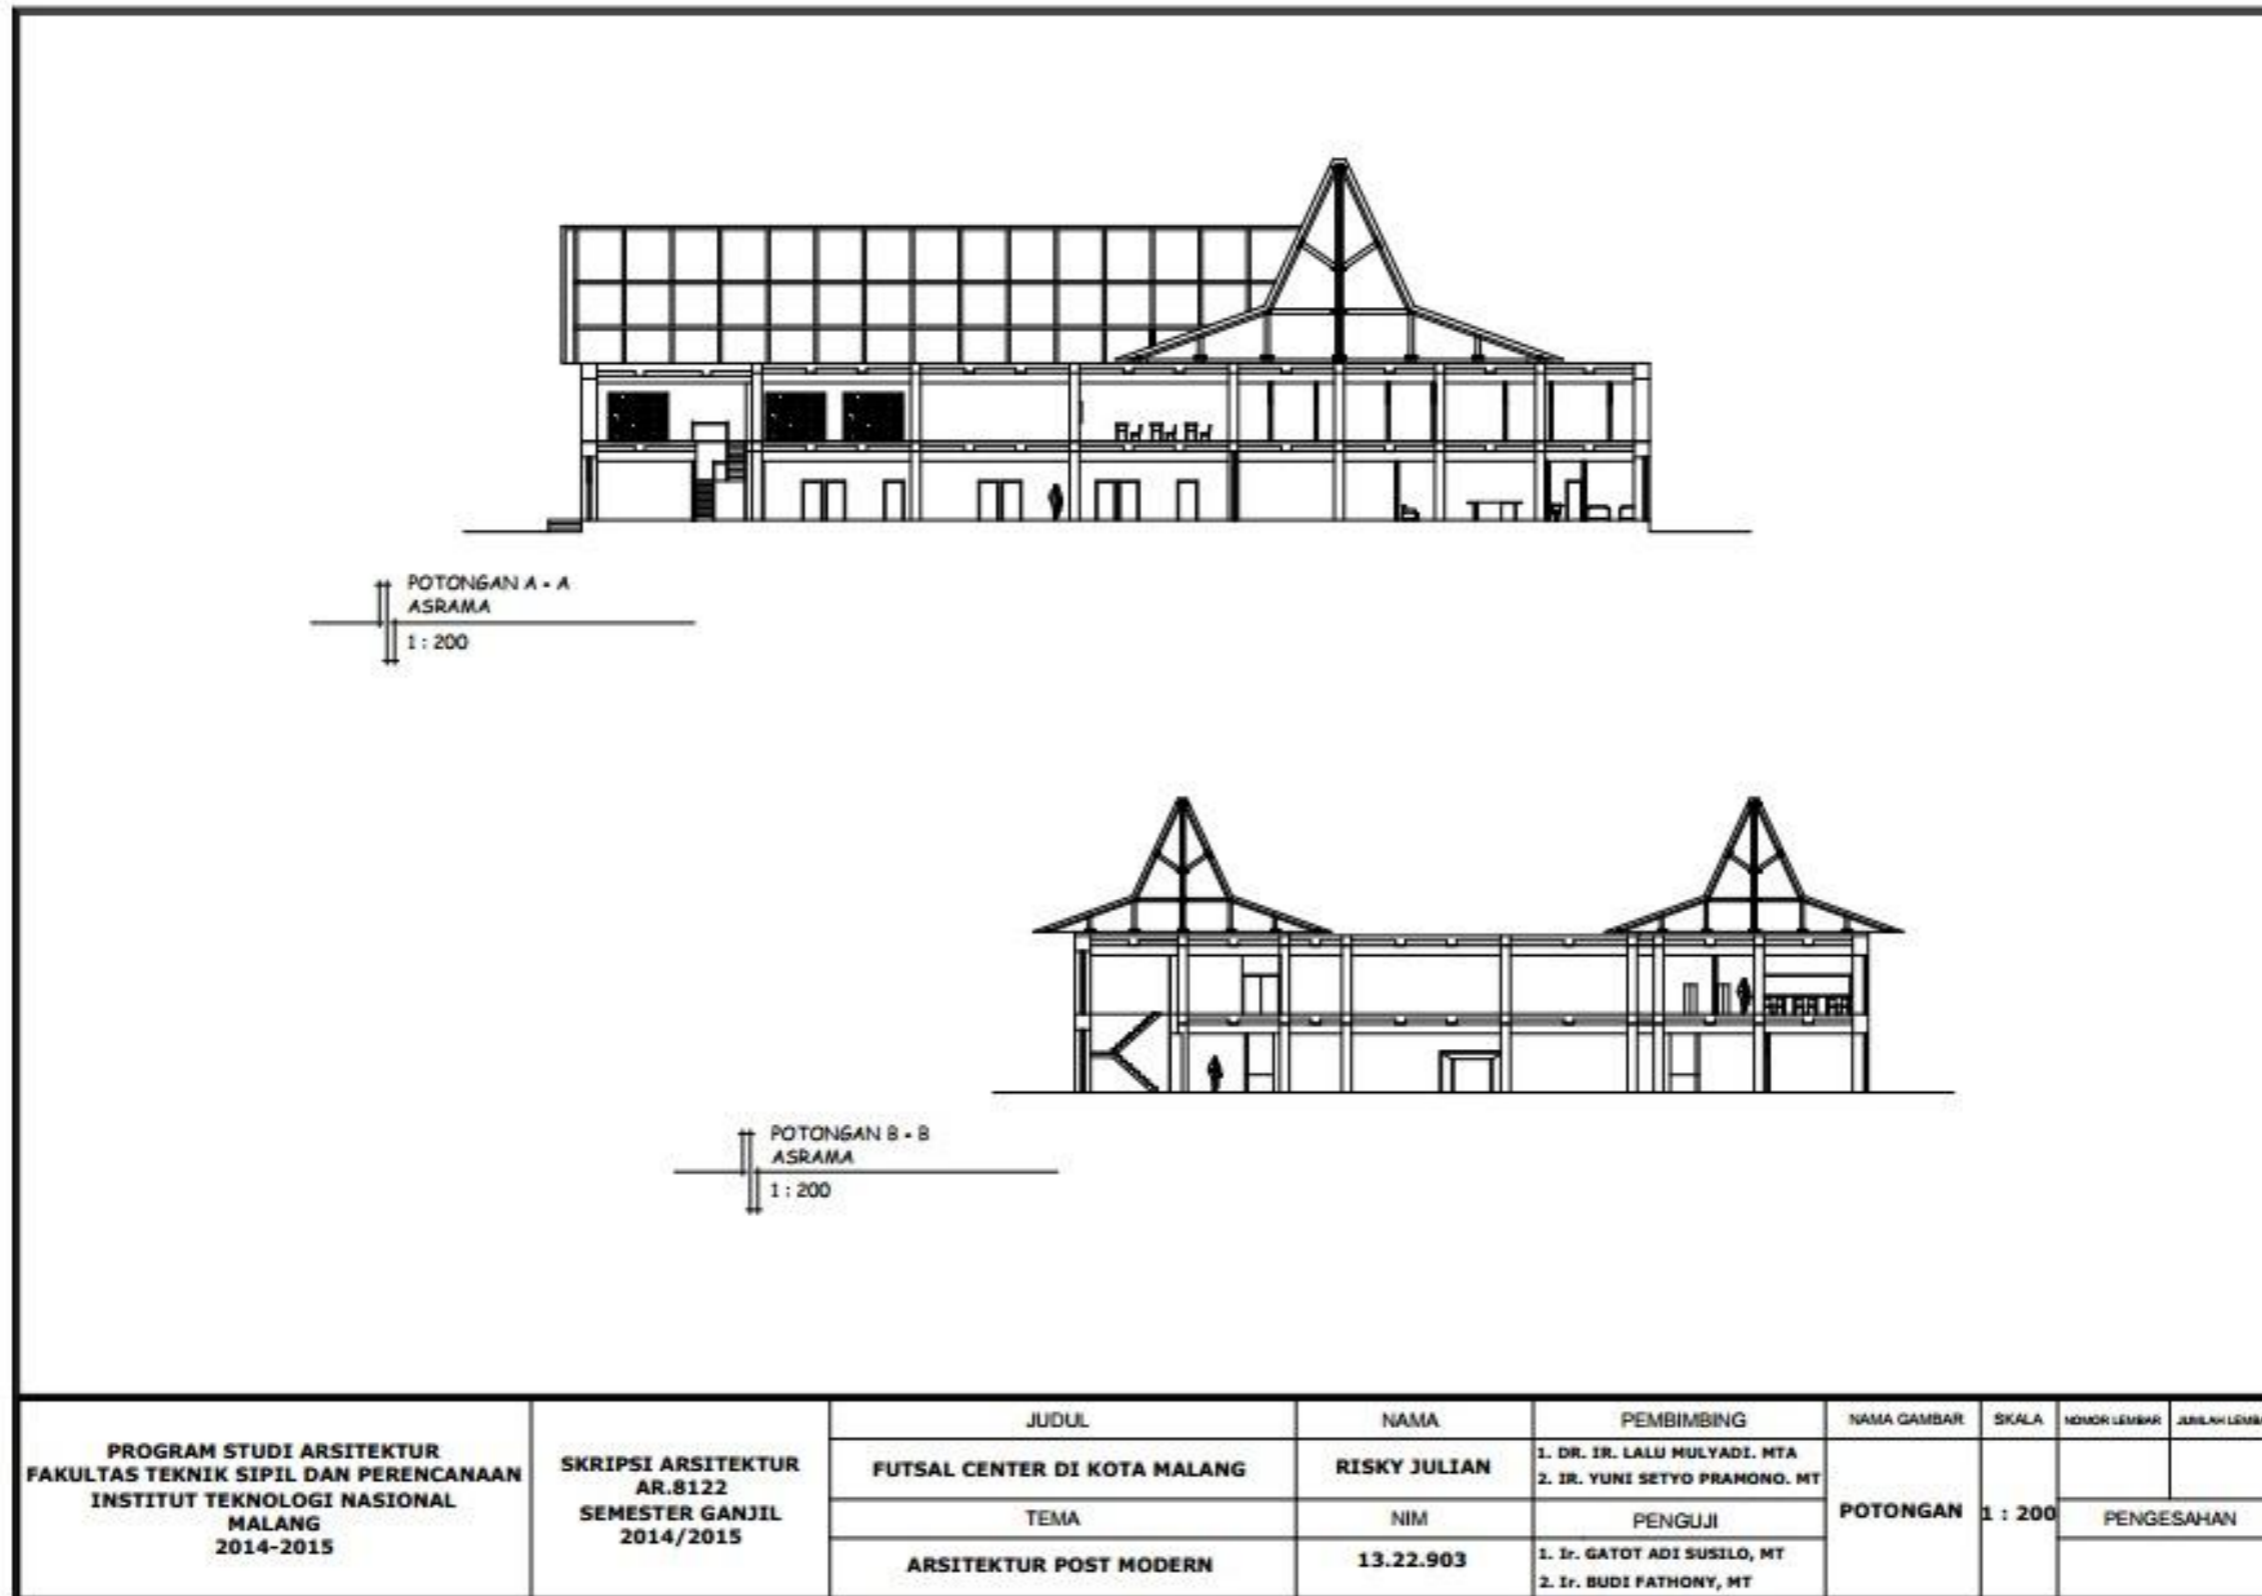 POTONGAN A - A
ASRAMA
1 : 200
POTONGAN B - B
ASRAMA
1 : 200
PROGRAM STUDI ARSITEKTUR
FAKULTAS TEKNIK SIPIL DAN PERENCANAAN
INSTITUT TEKNOLOGI NASIONAL
MALANG
2014-2015
SKRIPSI ARSITEKTUR
AR.8122
SEMESTER GANJIL
2014/2015
JUDUL
FUTSAL CENTER DI KOTA MALANG
TEMA
ARSITEKTUR POST MODERN
NAMA
RISKY JULIAN
NIM
13.22.903
PEMBIMBING
1. DR. IR. LALU MULYADI. MTA
2. IR. YUNI SETYO PRAMONO. MT
PENGUJI
1. Ir. GATOT ADI SUSILO, MT
2. Ir. BUDI FATHONY, MT
NAMA GAMBAR
POTONGAN
SKALA
1 : 200
NOMOR LEMBAR
JUMLAH LEMBA
PENGESAHAN